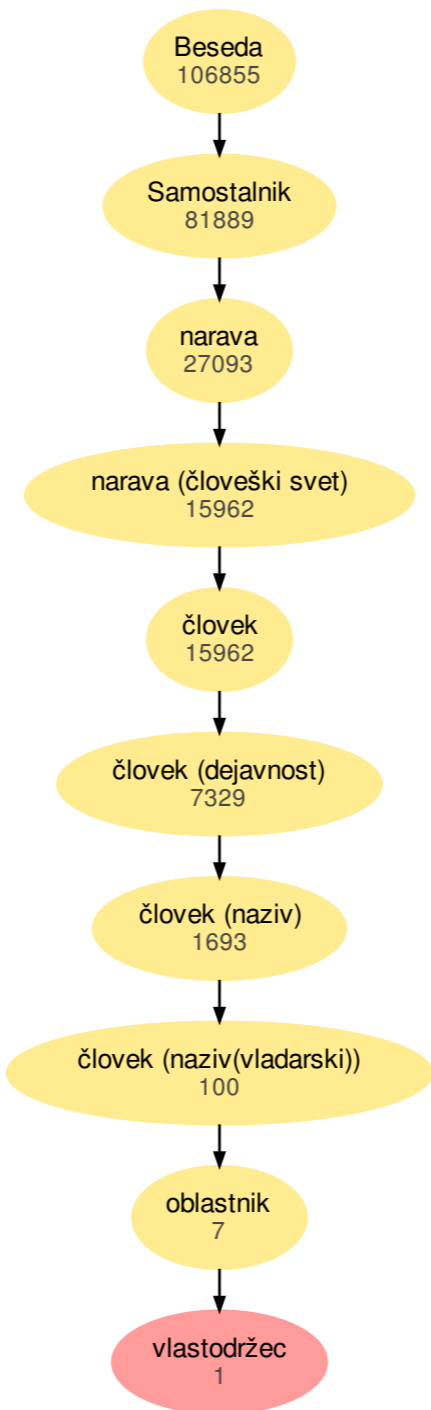 Beseda
106855
Samostalnik
81889
narava
27093
narava (človeški svet)
15962
človek
15962
človek (dejavnost)
7329
človek (naziv)
1693
človek (naziv(vladarski))
100
oblastnik
7
vlastodržec
1